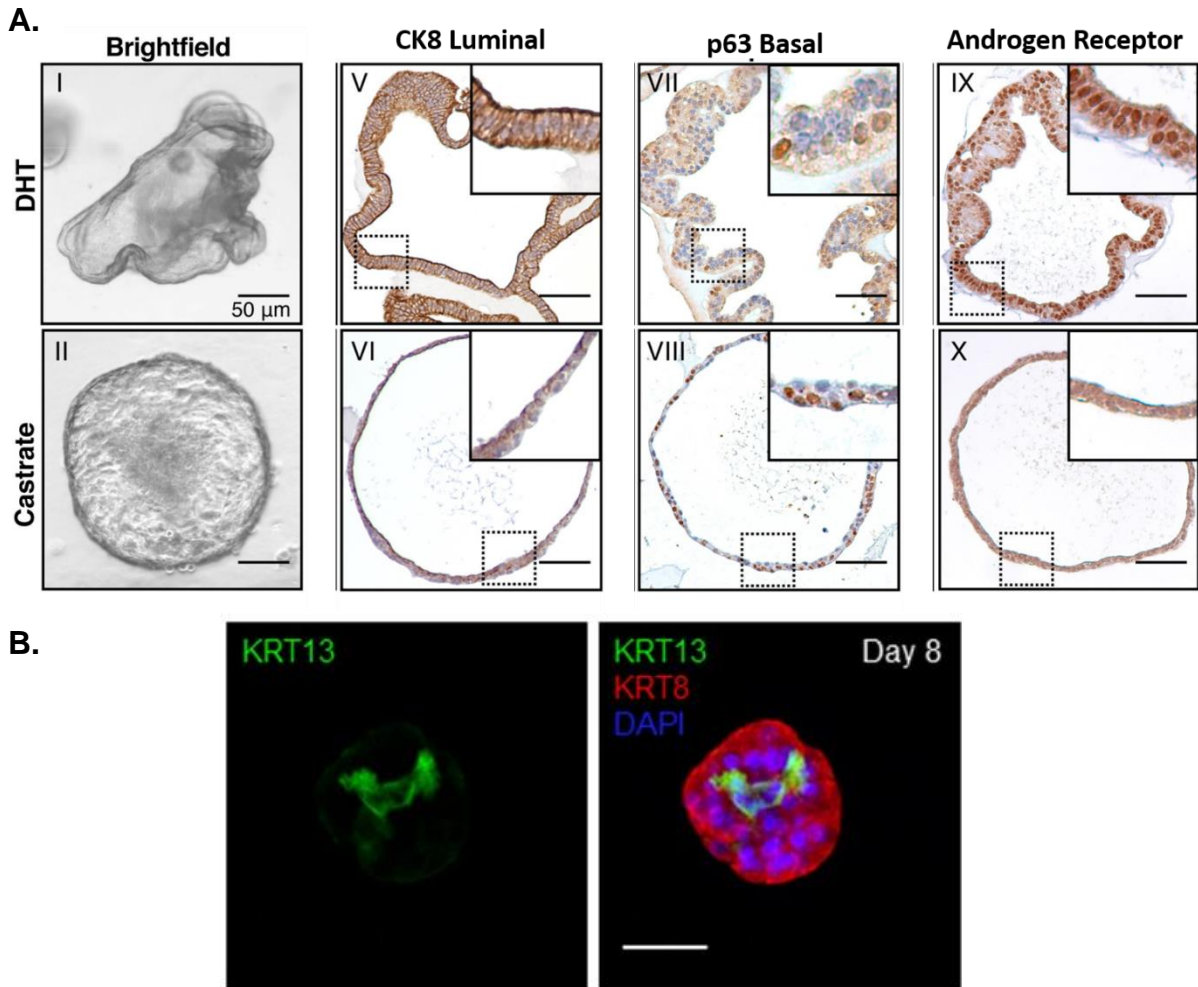 A.
Brightfield
CK8 Luminal
p63 Basal
Androgen Receptor
DHT
I
50 µm
V
VII
IX
Castrate
II
VI
VIII
X
B.
KRT13
KRT13
KRT8
DAPI
Day 8